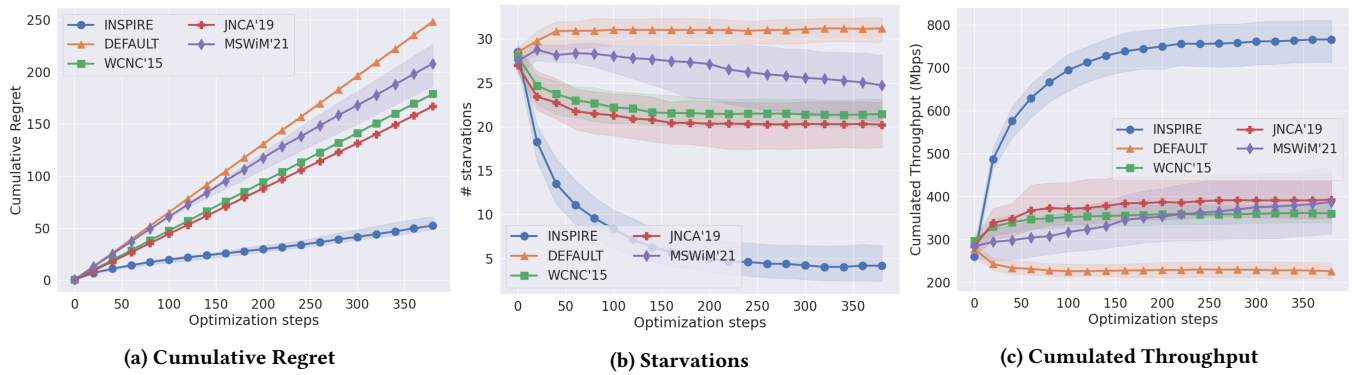 250
200
150
100
50
0
Cumulative Regret
INSPIRE
DEFAULT
WCNC'15
JNCA'19
MSWiM'21
0 50 100 150 200 250 300 350
Optimization steps
(a) Cumulative Regret
30
25
20
15
10
5
# starvations
INSPIRE
DEFAULT
WCNC'15
JNCA'19
MSWiM'21
0 50 100 150 200 250 300 350
Optimization steps
(b) Starvations
800
700
600
500
400
300
200
Cumulated Throughput (Mbps)
INSPIRE
DEFAULT
WCNC'15
JNCA'19
MSWiM'21
0 50 100 150 200 250 300 350
Optimization steps
(c) Cumulated Throughput